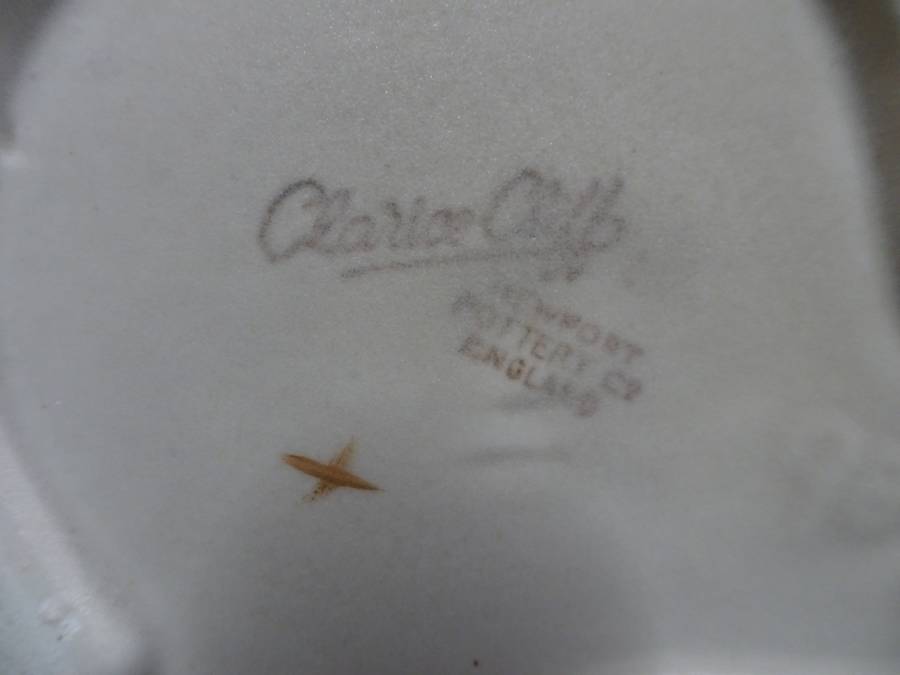 Clarice Cliff
NEWPORT
POTTERY Co
ENGLAND